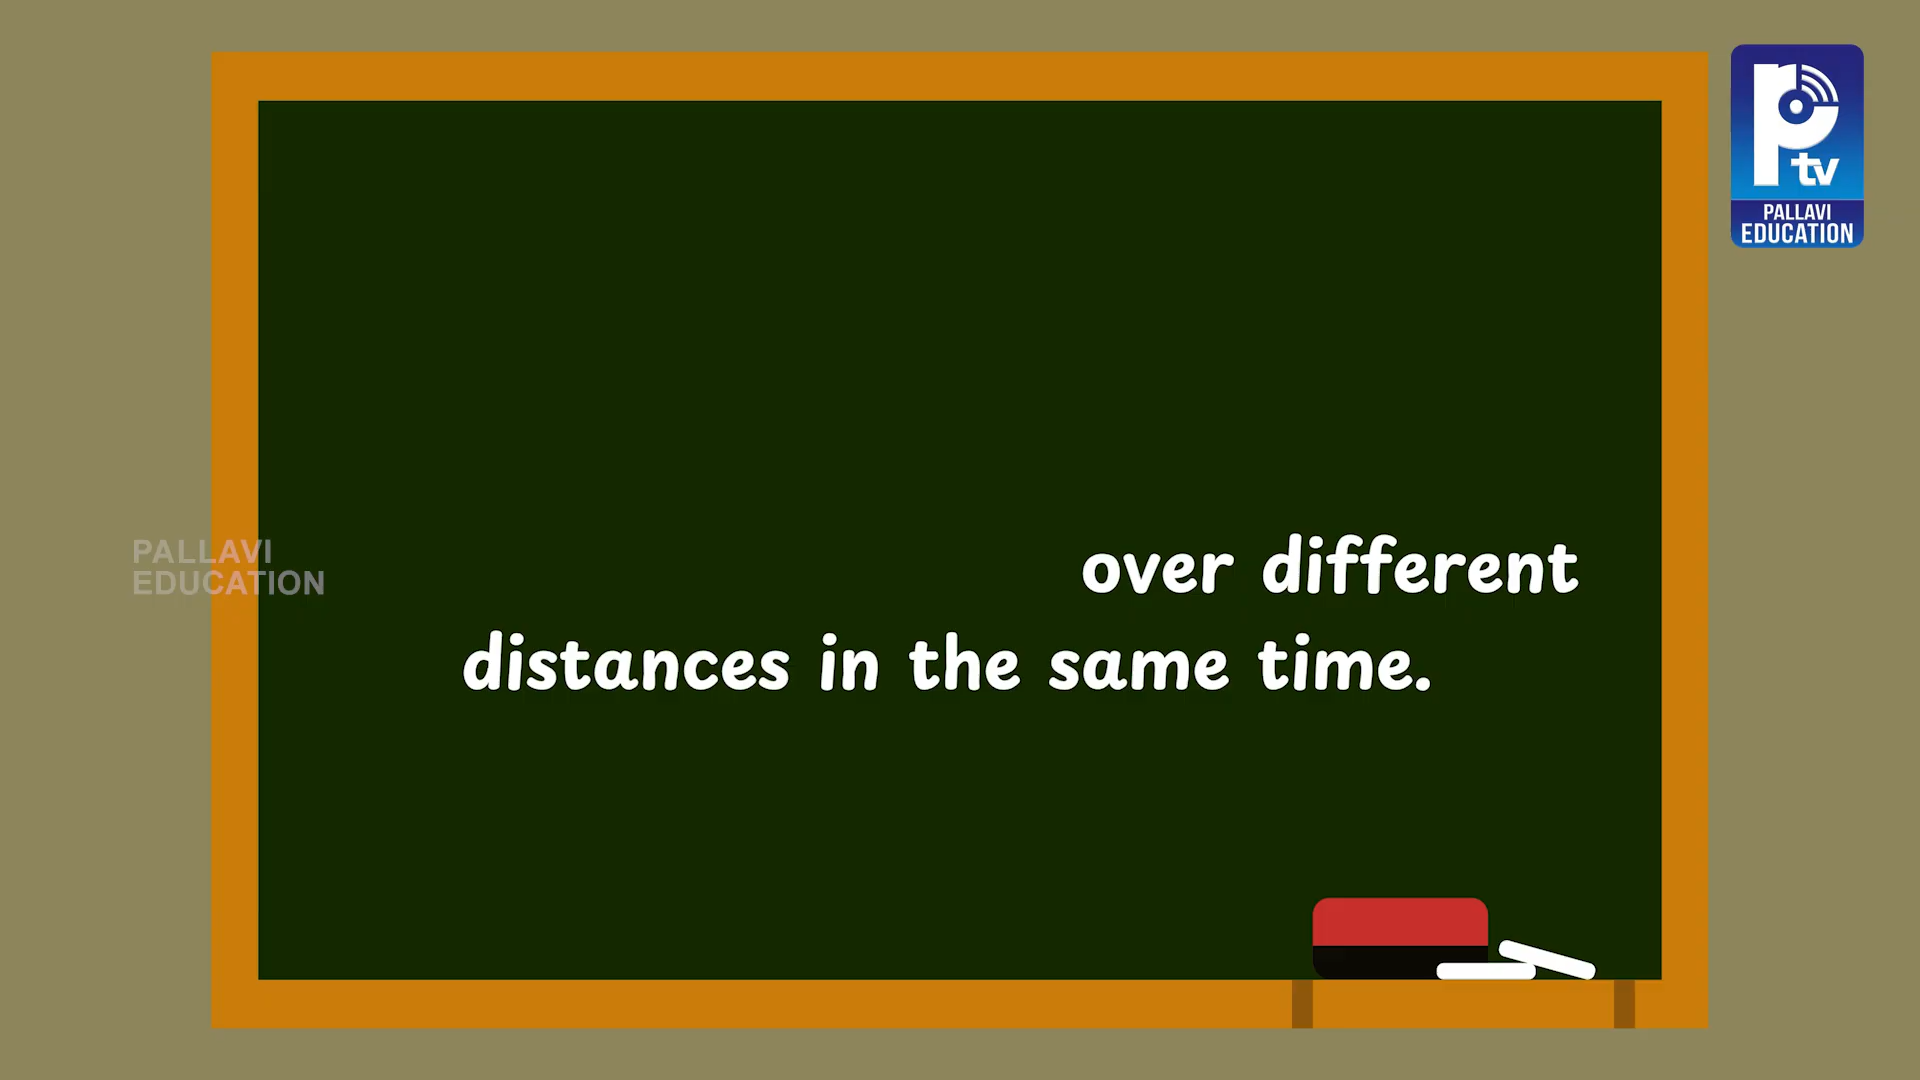 over different
distances in the same time.
PALLAVI
EDUCATION
P
tv
PALLAVI
EDUCATION